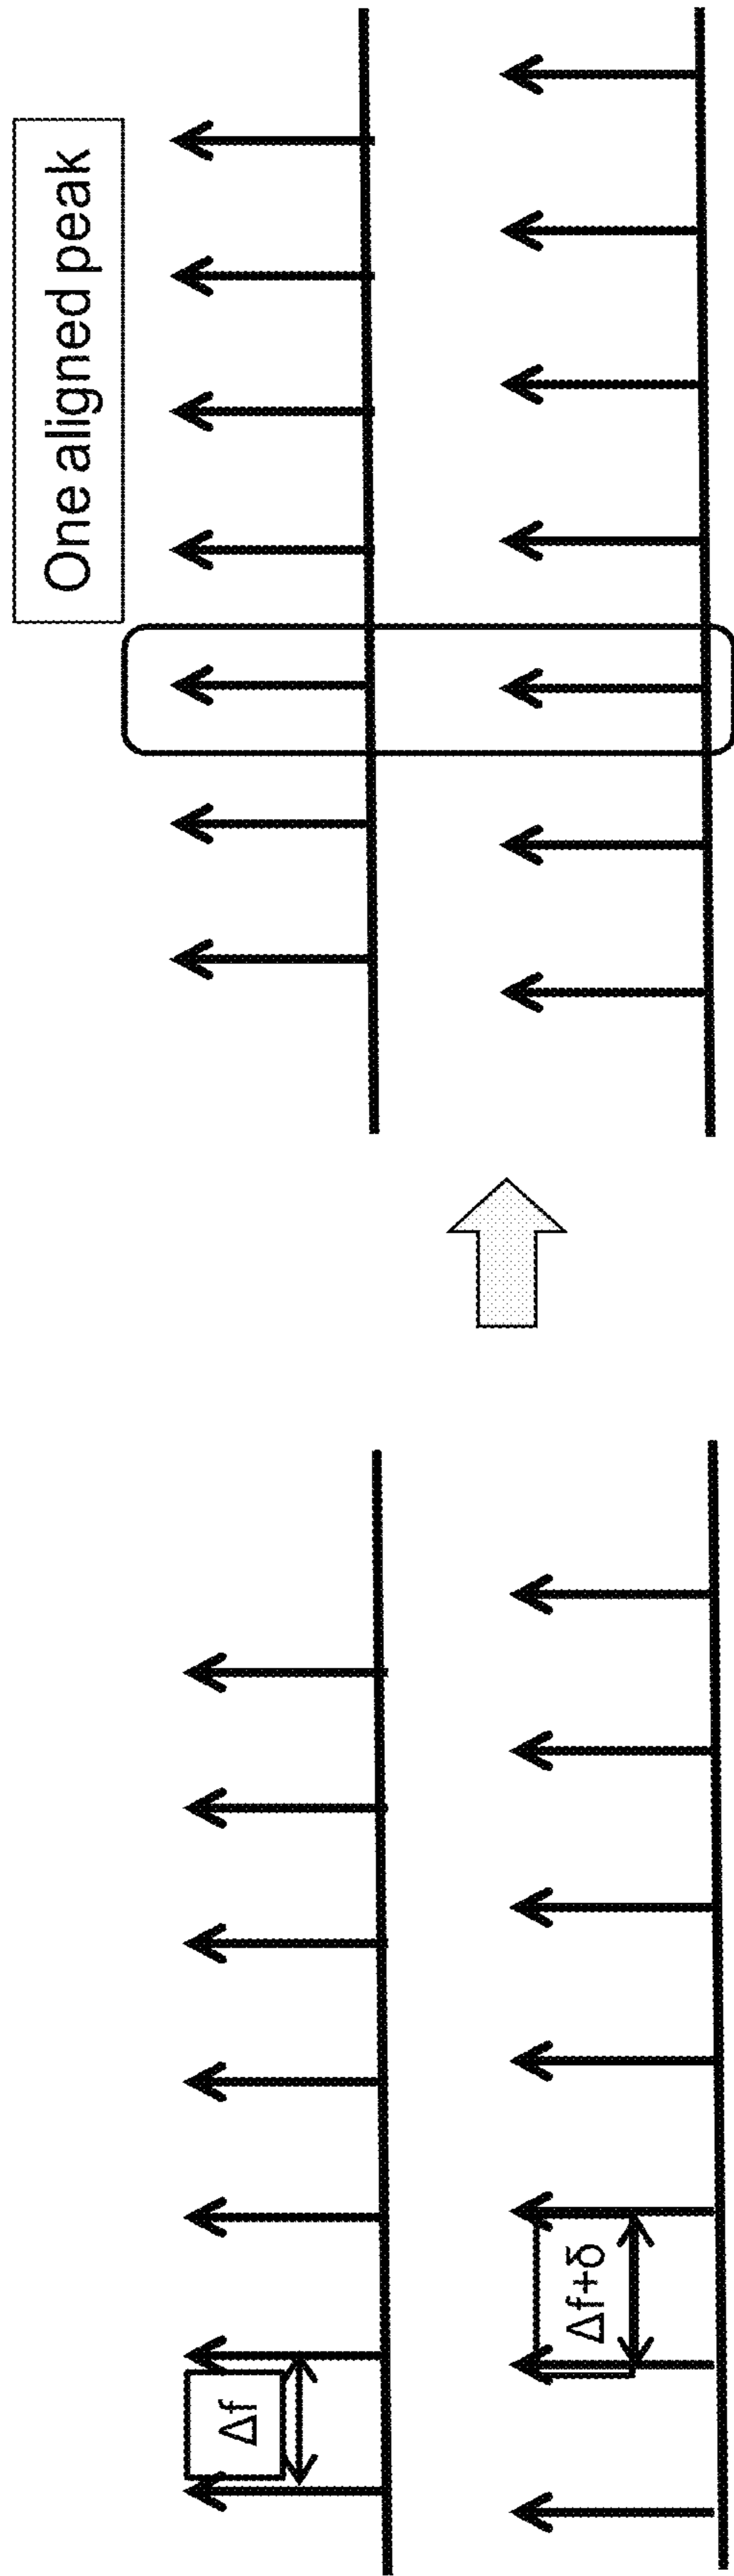 Δf
Δf+δ
One aligned peak